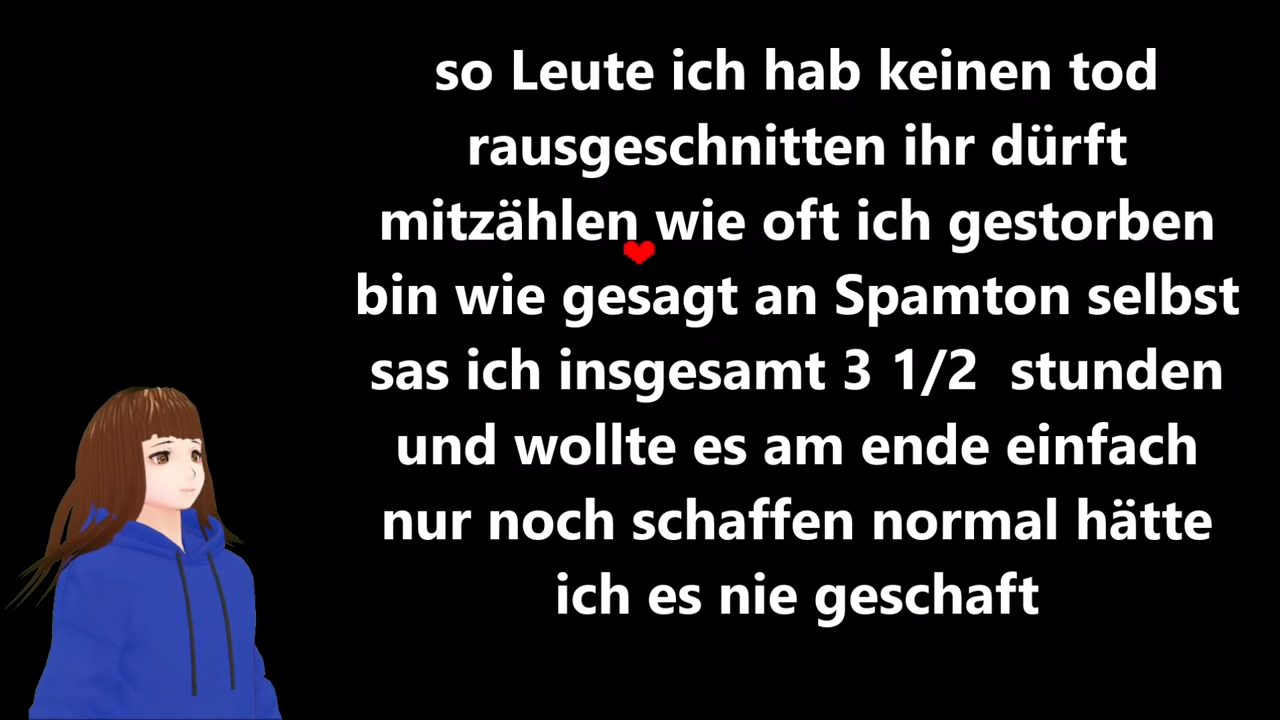 so Leute ich hab keinen tod
rausgeschnitten ihr dürft
mitzählen wie oft ich gestorben
bin wie gesagt an Spamton selbst
sas ich insgesamt 3 1/2  stunden
und wollte es am ende einfach
nur noch schaffen normal hätte
ich es nie geschaft